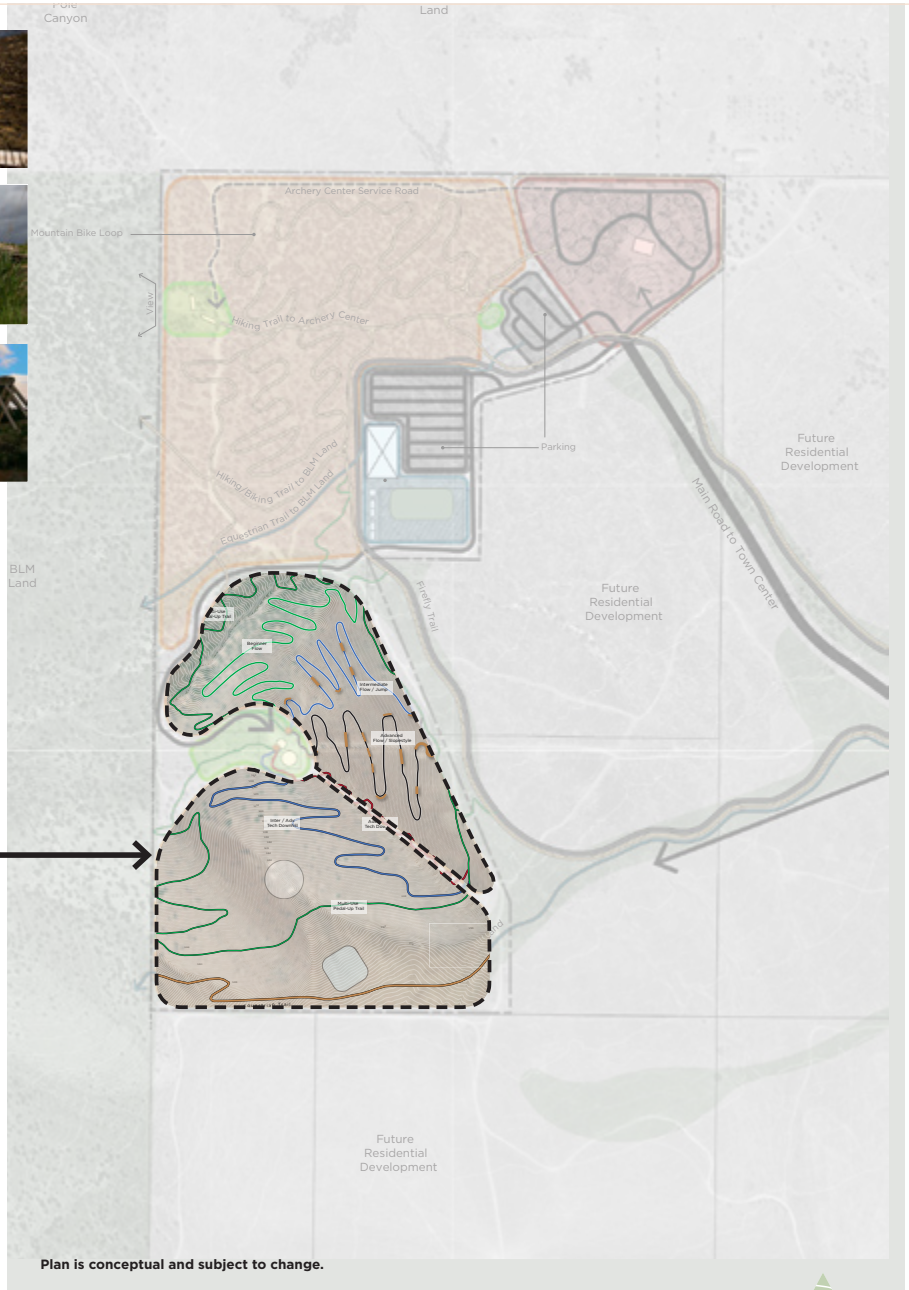 Canyon
Land
Archery Center Service Road
Mountain Bike Loop
View
Hiking Trail to Archery Center
Parking
Future
Residential
Development
Hiking/Biking Trail to BLM Land
Equestrian Trail to BLM Land
Main Road to Town Center
BLM
Land
Firefly Trail
Future
Residential
Development
Beginner
Flow
Intermediate
Flow / Jump
Advanced
Flow / Slopestyle
Inter / Adv
Tech Downhill
Tech
Multi-Use
Pedal-Up Trail
Future
Residential
Development
Plan is conceptual and subject to change.